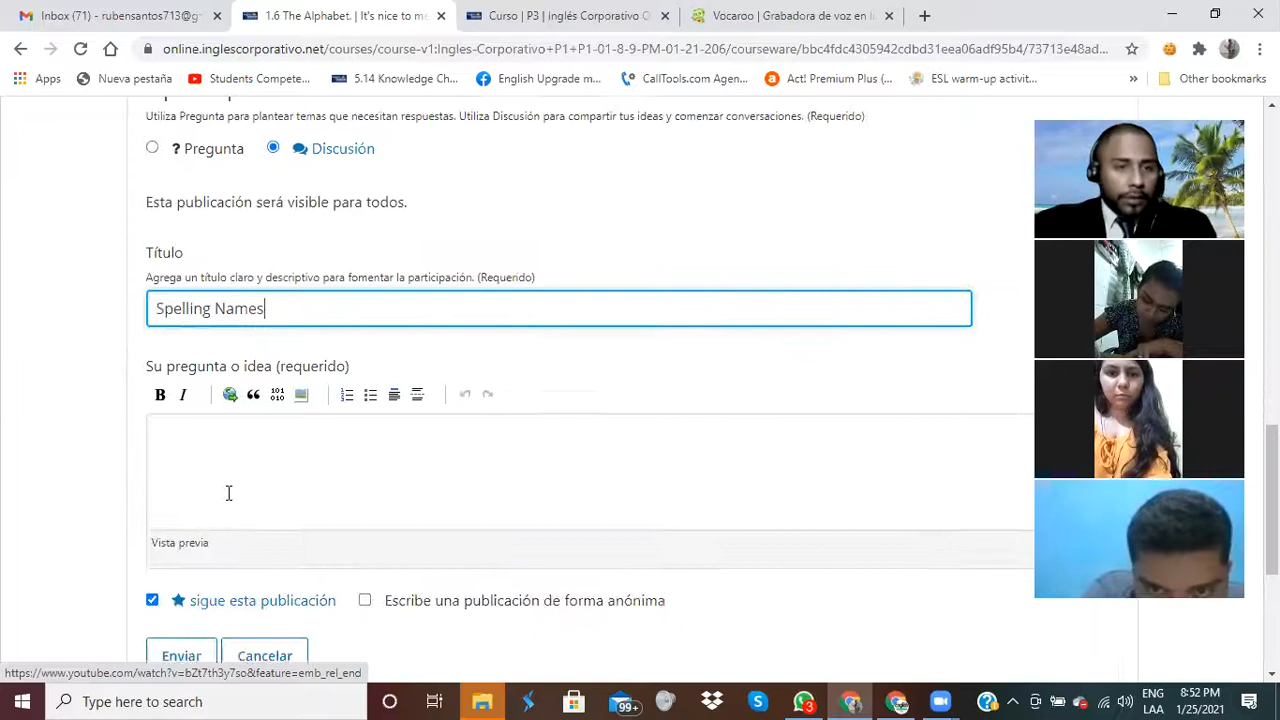 Inbox (71) - rubensantos713@g
1.6 The Alphabet. | It's nice to me
Curso | P3 | inglés Corporativo O
Vocaroo | Grabadora de voz en lí
online.inglescorporativo.net/courses/course-v1:Ingles-Corporativo+P1+P1-01-8-9-PM-01-21-206/courseware/bbc4fdc4305942cdbd31eea06adf95b4/73713e48ad...
Apps
Nueva pestaña
Students Compete...
5.14 Knowledge Ch...
English Upgrade m...
CallTools.com Agen...
Act! Premium Plus (...
ESL warm-up activit...
»
Other bookmarks
Utiliza Pregunta para plantear temas que necesitan respuestas. Utiliza Discusión para compartir tus ideas y comenzar conversaciones. (Requerido)
? Pregunta
Discusión
Esta publicación será visible para todos.
Título
Agrega un título claro y descriptivo para fomentar la participación. (Requerido)
Spelling Names
Su pregunta o idea (requerido)
B I
101 010
Vista previa
sigue esta publicación
Escribe una publicación de forma anónima
Enviar
Cancelar
https://www.youtube.com/watch?v=bZt7th3y7so&feature=emb_rel_end
Type here to search
99+
3
ENG
LAA
8:52 PM
1/25/2021